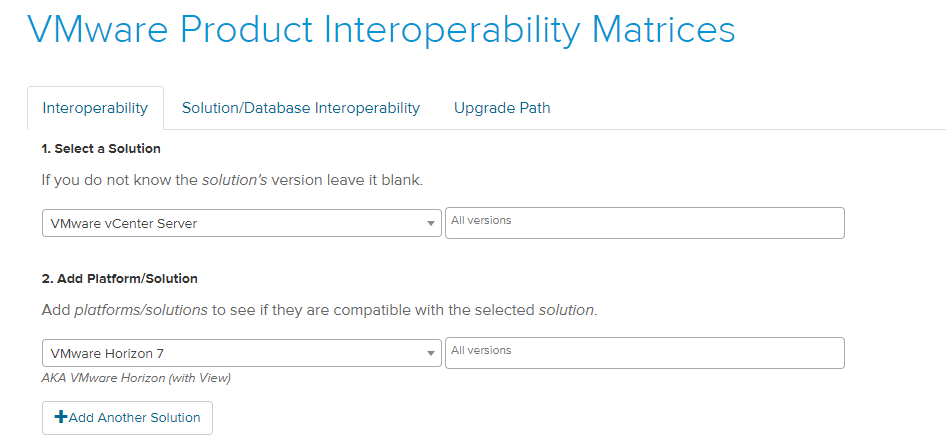 VMware Product Interoperability Matrices
Interoperability Solution/Database Interoperability Upgrade Path
1. Select a Solution
If you do not know the solution's version leave it blank.
VMware vCenter Server All versions
2. Add Platform/Solution
Add platforms/solutions to see if they are compatible with the selected solution.
VMware Horizon 7 All versions
AKA VMware Horizon (with View)
+Add Another Solution